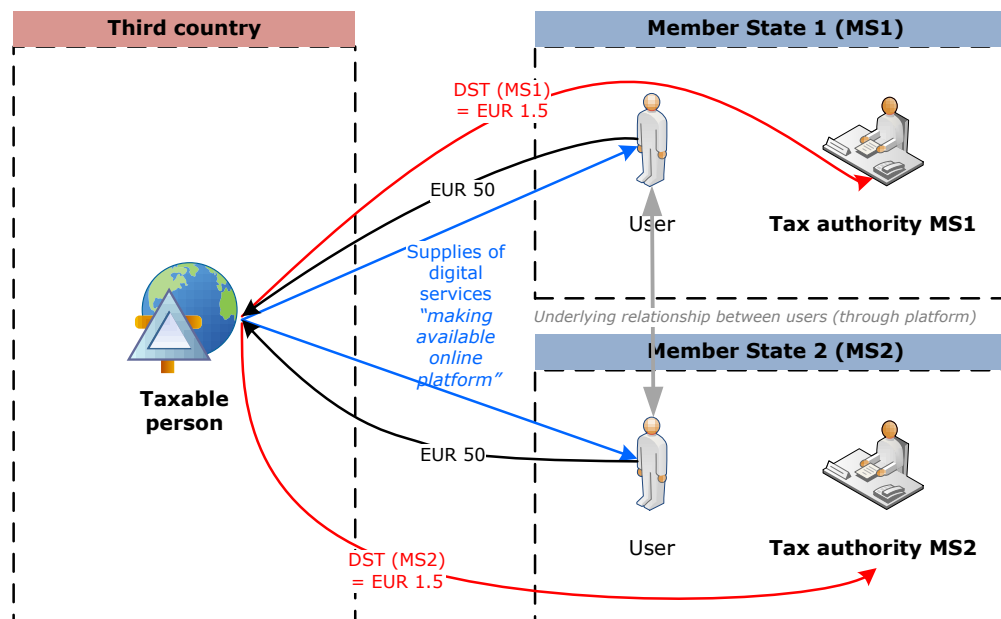 Third country
Member State 1 (MS1)
DST (MS1)
= EUR 1.5
EUR 50
User
Tax authority MS1
Supplies of
digital
services
“making
available
online
platform”
Underlying relationship between users (through platform)
Member State 2 (MS2)
Taxable
person
EUR 50
User
Tax authority MS2
DST (MS2)
= EUR 1.5